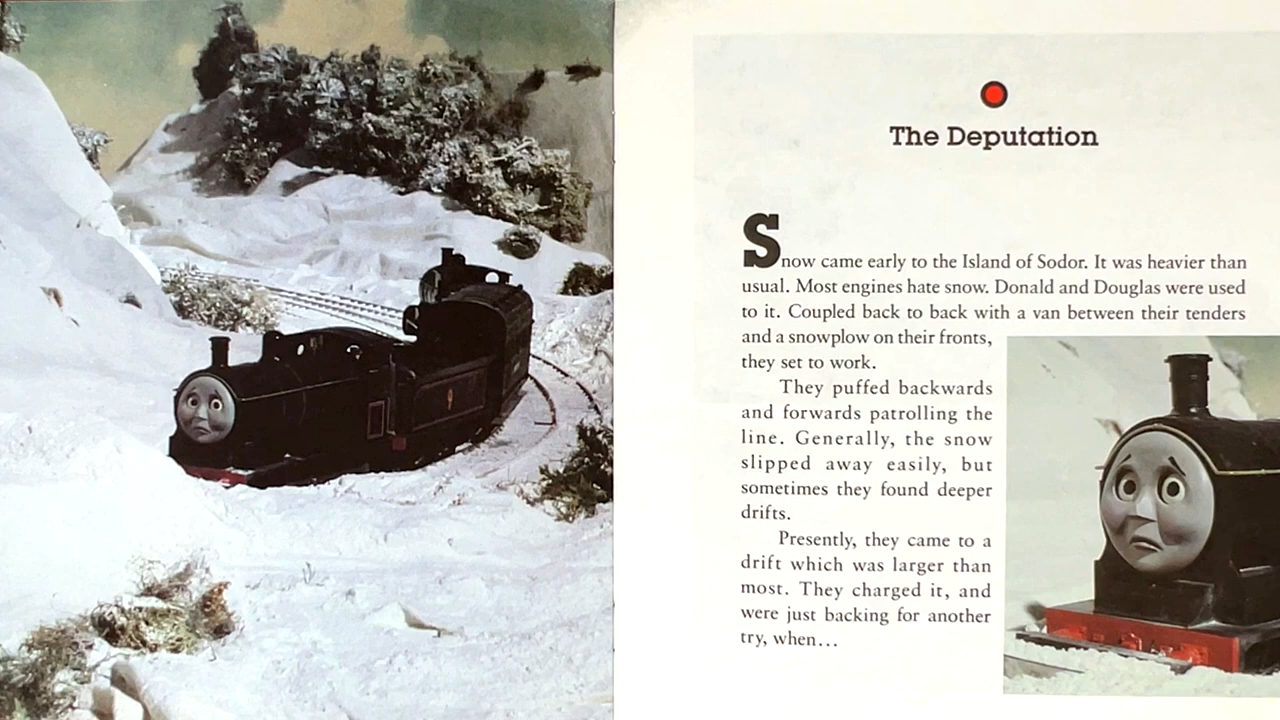 The Deputation
Snow came early to the Island of Sodor. It was heavier than
usual. Most engines hate snow. Donald and Douglas were used
to it. Coupled back to back with a van between their tenders
and a snowplow on their fronts,
they set to work.
They puffed backwards
and forwards patrolling the
line. Generally, the snow
slipped away easily, but
sometimes they found deeper
drifts.
Presently, they came to a
drift which was larger than
most. They charged it, and
were just backing for another
try, when...